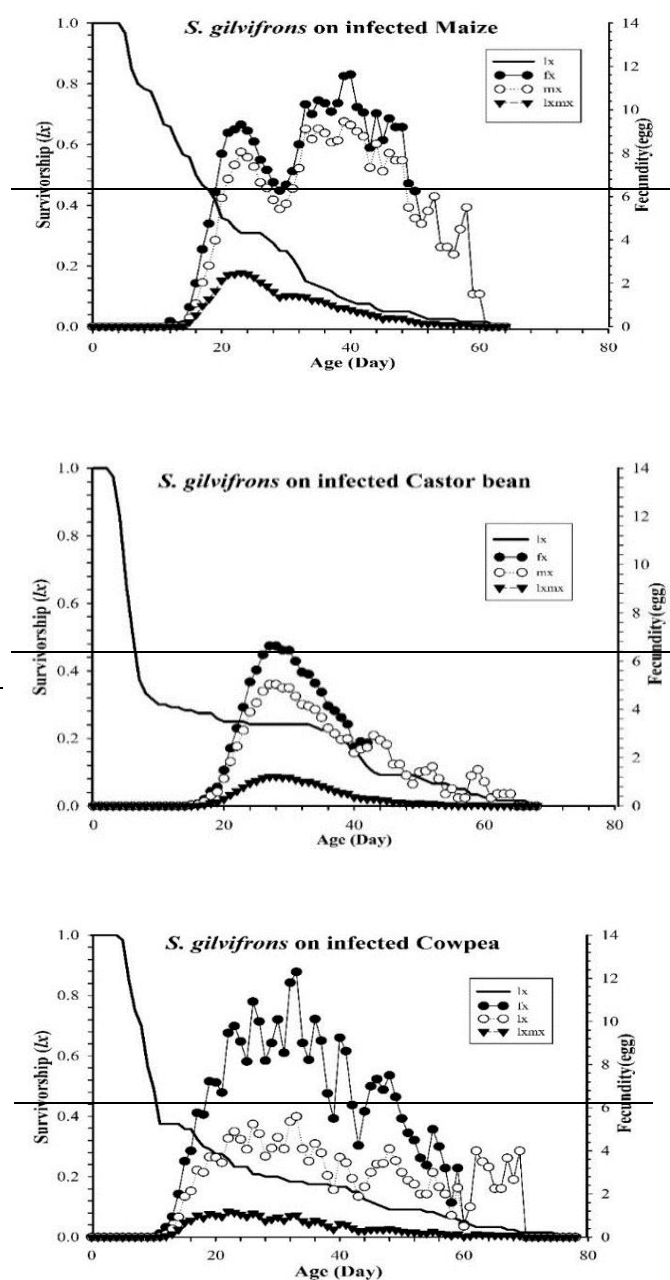 S. gilvifrons on infected Maize
1.0
0.8
0.6
0.4
0.2
0.0
Survivorship (lx)
lx
fx
mx
lxmx
14
12
10
8
6
4
2
0
Fecundity(egg)
0 20 40 60 80
Age (Day)
S. gilvifrons on infected Castor bean
1.0
0.8
0.6
0.4
0.2
0.0
Survivorship (lx)
lx
fx
mx
lxmx
14
12
10
8
6
4
2
0
Fecundity(egg)
0 20 40 60 80
Age (Day)
S. gilvifrons on infected Cowpea
1.0
0.8
0.6
0.4
0.2
0.0
Survivorship (lx)
lx
fx
lx
lxmx
14
12
10
8
6
4
2
0
Fecundity(egg)
0 20 40 60 80
Age (Day)